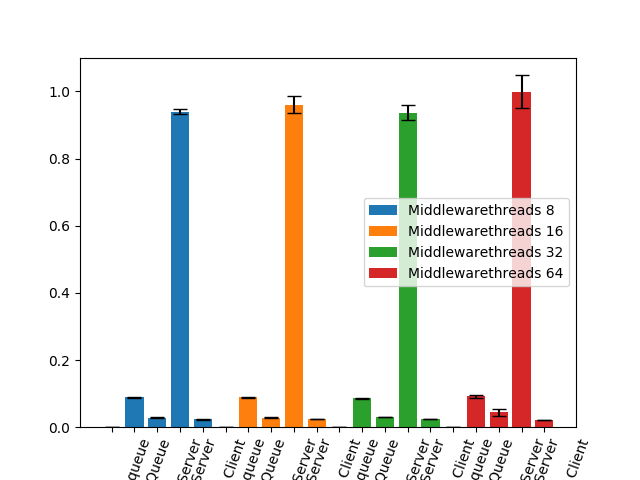 1.0
0.8
0.6
0.4
0.2
0.0
Middlewarethreads 8
Middlewarethreads 16
Middlewarethreads 32
Middlewarethreads 64
queue
Queue
Server
Server
Client
queue
Queue
Server
Server
Client
queue
Queue
Server
Server
Client
queue
Queue
Server
Server
Client